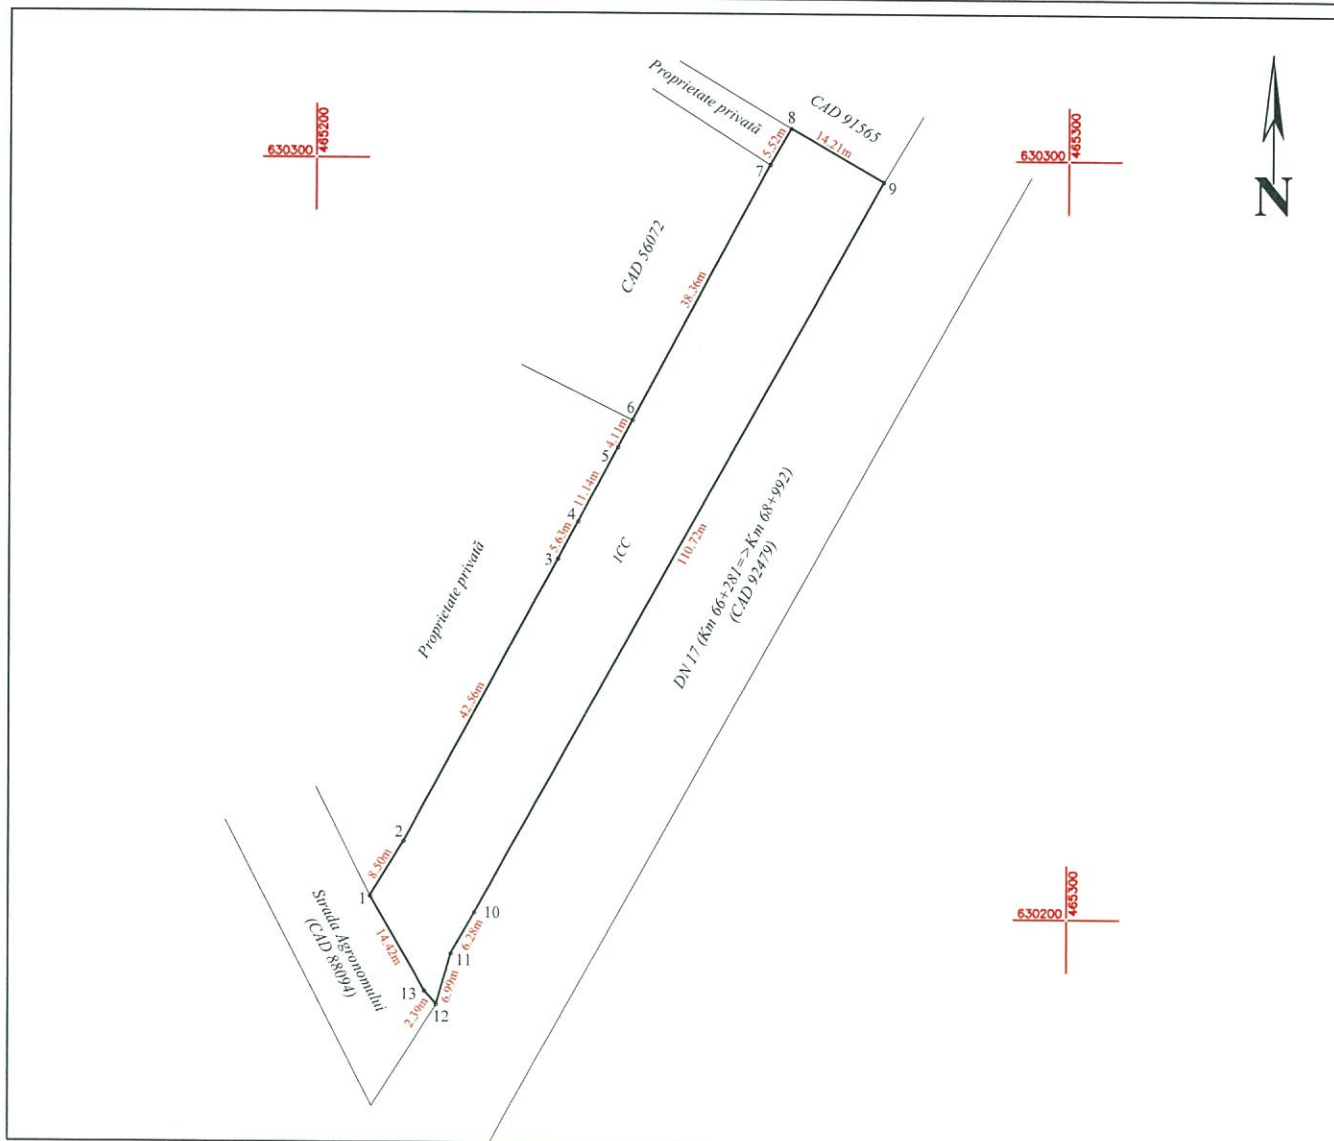 Proprietate privată
CAD 91565
8
5.52m
14.21m
7
9
630300
465200
630300
465300
N
CAD 56072
38.36m
6
4.11m
5
11.14m
4
5.63m
3
1CC
110.72m
DN 17 (Km 66+281=>Km 68+992)
(CAD 92479)
Proprietate privată
42.56m
2
8.50m
1
Strada Agronomului
(CAD 88094)
14.42m
10
6.28m
11
6.99m
13
2.39m
12
630200
465300